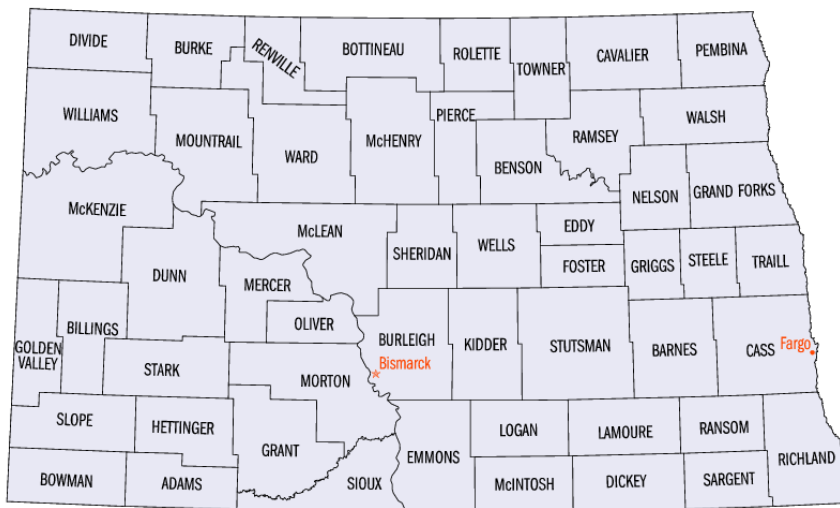 DIVIDE
BURKE
RENVILLE
BOTTINEAU
ROLETTE
TOWNER
CAVALIER
PEMBINA
WILLIAMS
MOUNTRAIL
WARD
McHENRY
PIERCE
BENSON
RAMSEY
WALSH
McKENZIE
McLEAN
SHERIDAN
WELLS
EDDY
NELSON
GRAND FORKS
DUNN
MERCER
FOSTER
GRIGGS
STEELE
TRAILL
GOLDEN
VALLEY
BILLINGS
STARK
OLIVER
BURLEIGH
Bismarck
KIDDER
STUTSMAN
BARNES
CASS
Fargo
MORTON
SLOPE
HETTINGER
GRANT
EMMONS
LOGAN
LAMOURE
RANSOM
RICHLAND
BOWMAN
ADAMS
SIOUX
McINTOSH
DICKEY
SARGENT